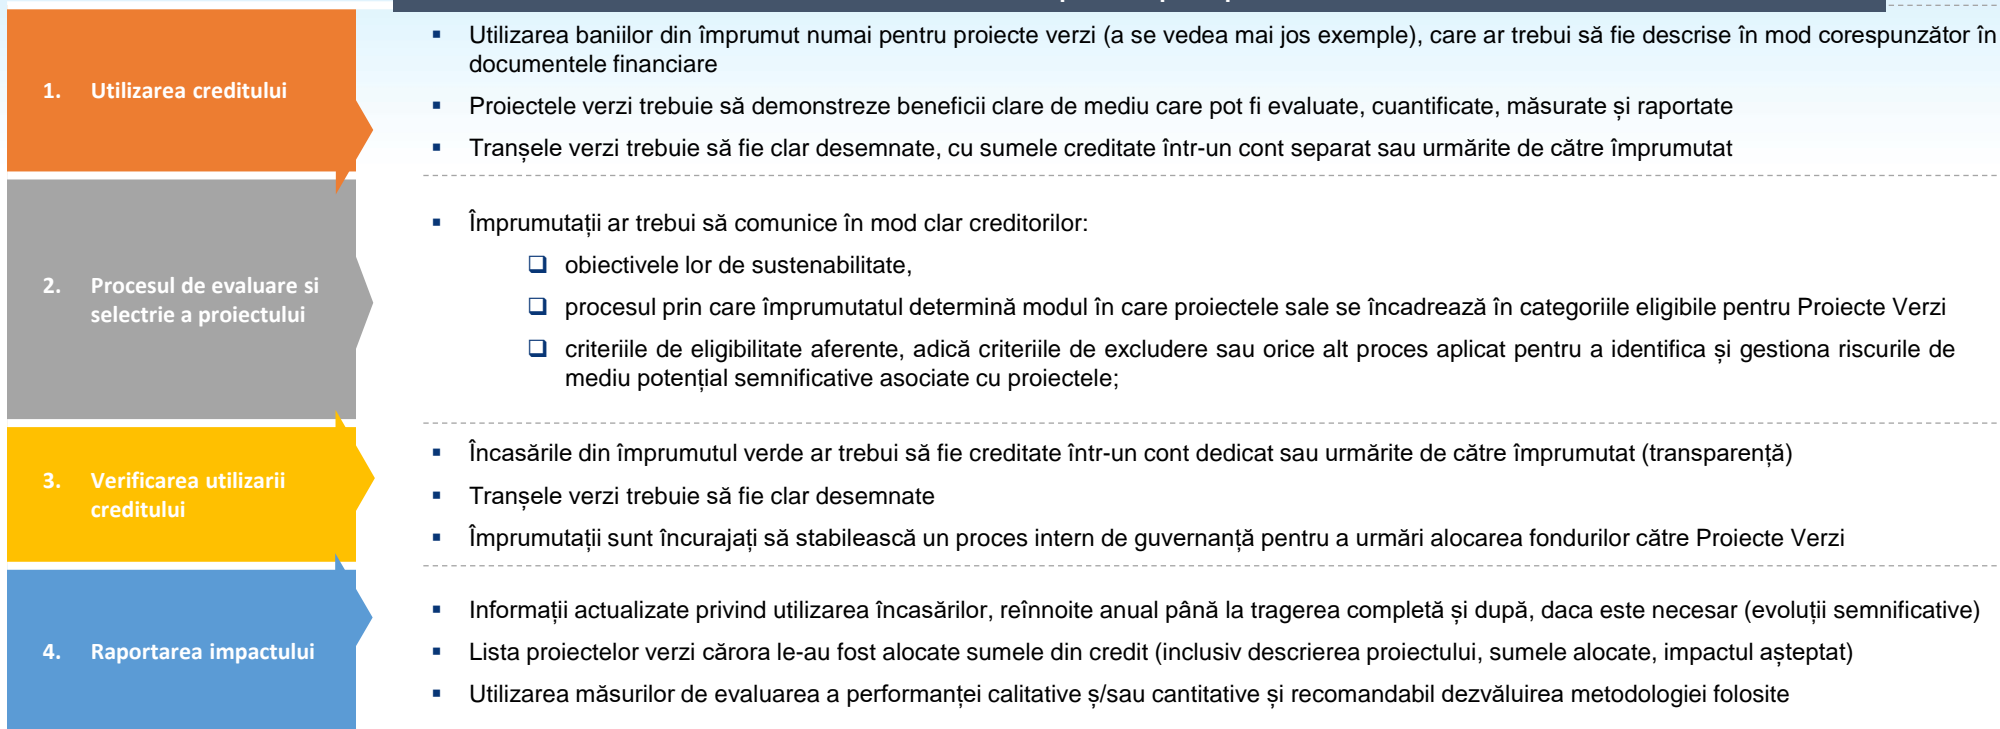 1. Utilizarea creditului
Utilizarea baniilor din împrumut numai pentru proiecte verzi (a se vedea mai jos exemple), care ar trebui să fie descrise în mod corespunzător în
documentele financiare
Proiectele verzi trebuie să demonstreze beneficii clare de mediu care pot fi evaluate, cuantificate, măsurate și raportate
Tranșele verzi trebuie să fie clar desemnate, cu sumele creditate într-un cont separat sau urmărite de către împrumutat
2. Procesul de evaluare si
selectrie a proiectului
Împrumutații ar trebui să comunice în mod clar creditorilor:
obiectivele lor de sustenabilitate,
procesul prin care împrumutatul determină modul în care proiectele sale se încadrează în categoriile eligibile pentru Proiecte Verzi
criteriile de eligibilitate aferente, adică criteriile de excludere sau orice alt proces aplicat pentru a identifica și gestiona riscurile de
mediu potențial semnificative asociate cu proiectele;
3. Verificarea utilizarii
creditului
Încasările din împrumutul verde ar trebui să fie creditate într-un cont dedicat sau urmărite de către împrumutat (transparență)
Tranșele verzi trebuie să fie clar desemnate
Împrumutații sunt încurajați să stabilească un proces intern de guvernanță pentru a urmări alocarea fondurilor către Proiecte Verzi
4. Raportarea impactului
Informații actualizate privind utilizarea încasărilor, reînnoite anual până la tragerea completă și după, daca este necesar (evoluții semnificative)
Lista proiectelor verzi cărora le-au fost alocate sumele din credit (inclusiv descrierea proiectului, sumele alocate, impactul așteptat)
Utilizarea măsurilor de evaluarea a performanței calitative ș/sau cantitative și recomandabil dezvăluirea metodologiei folosite